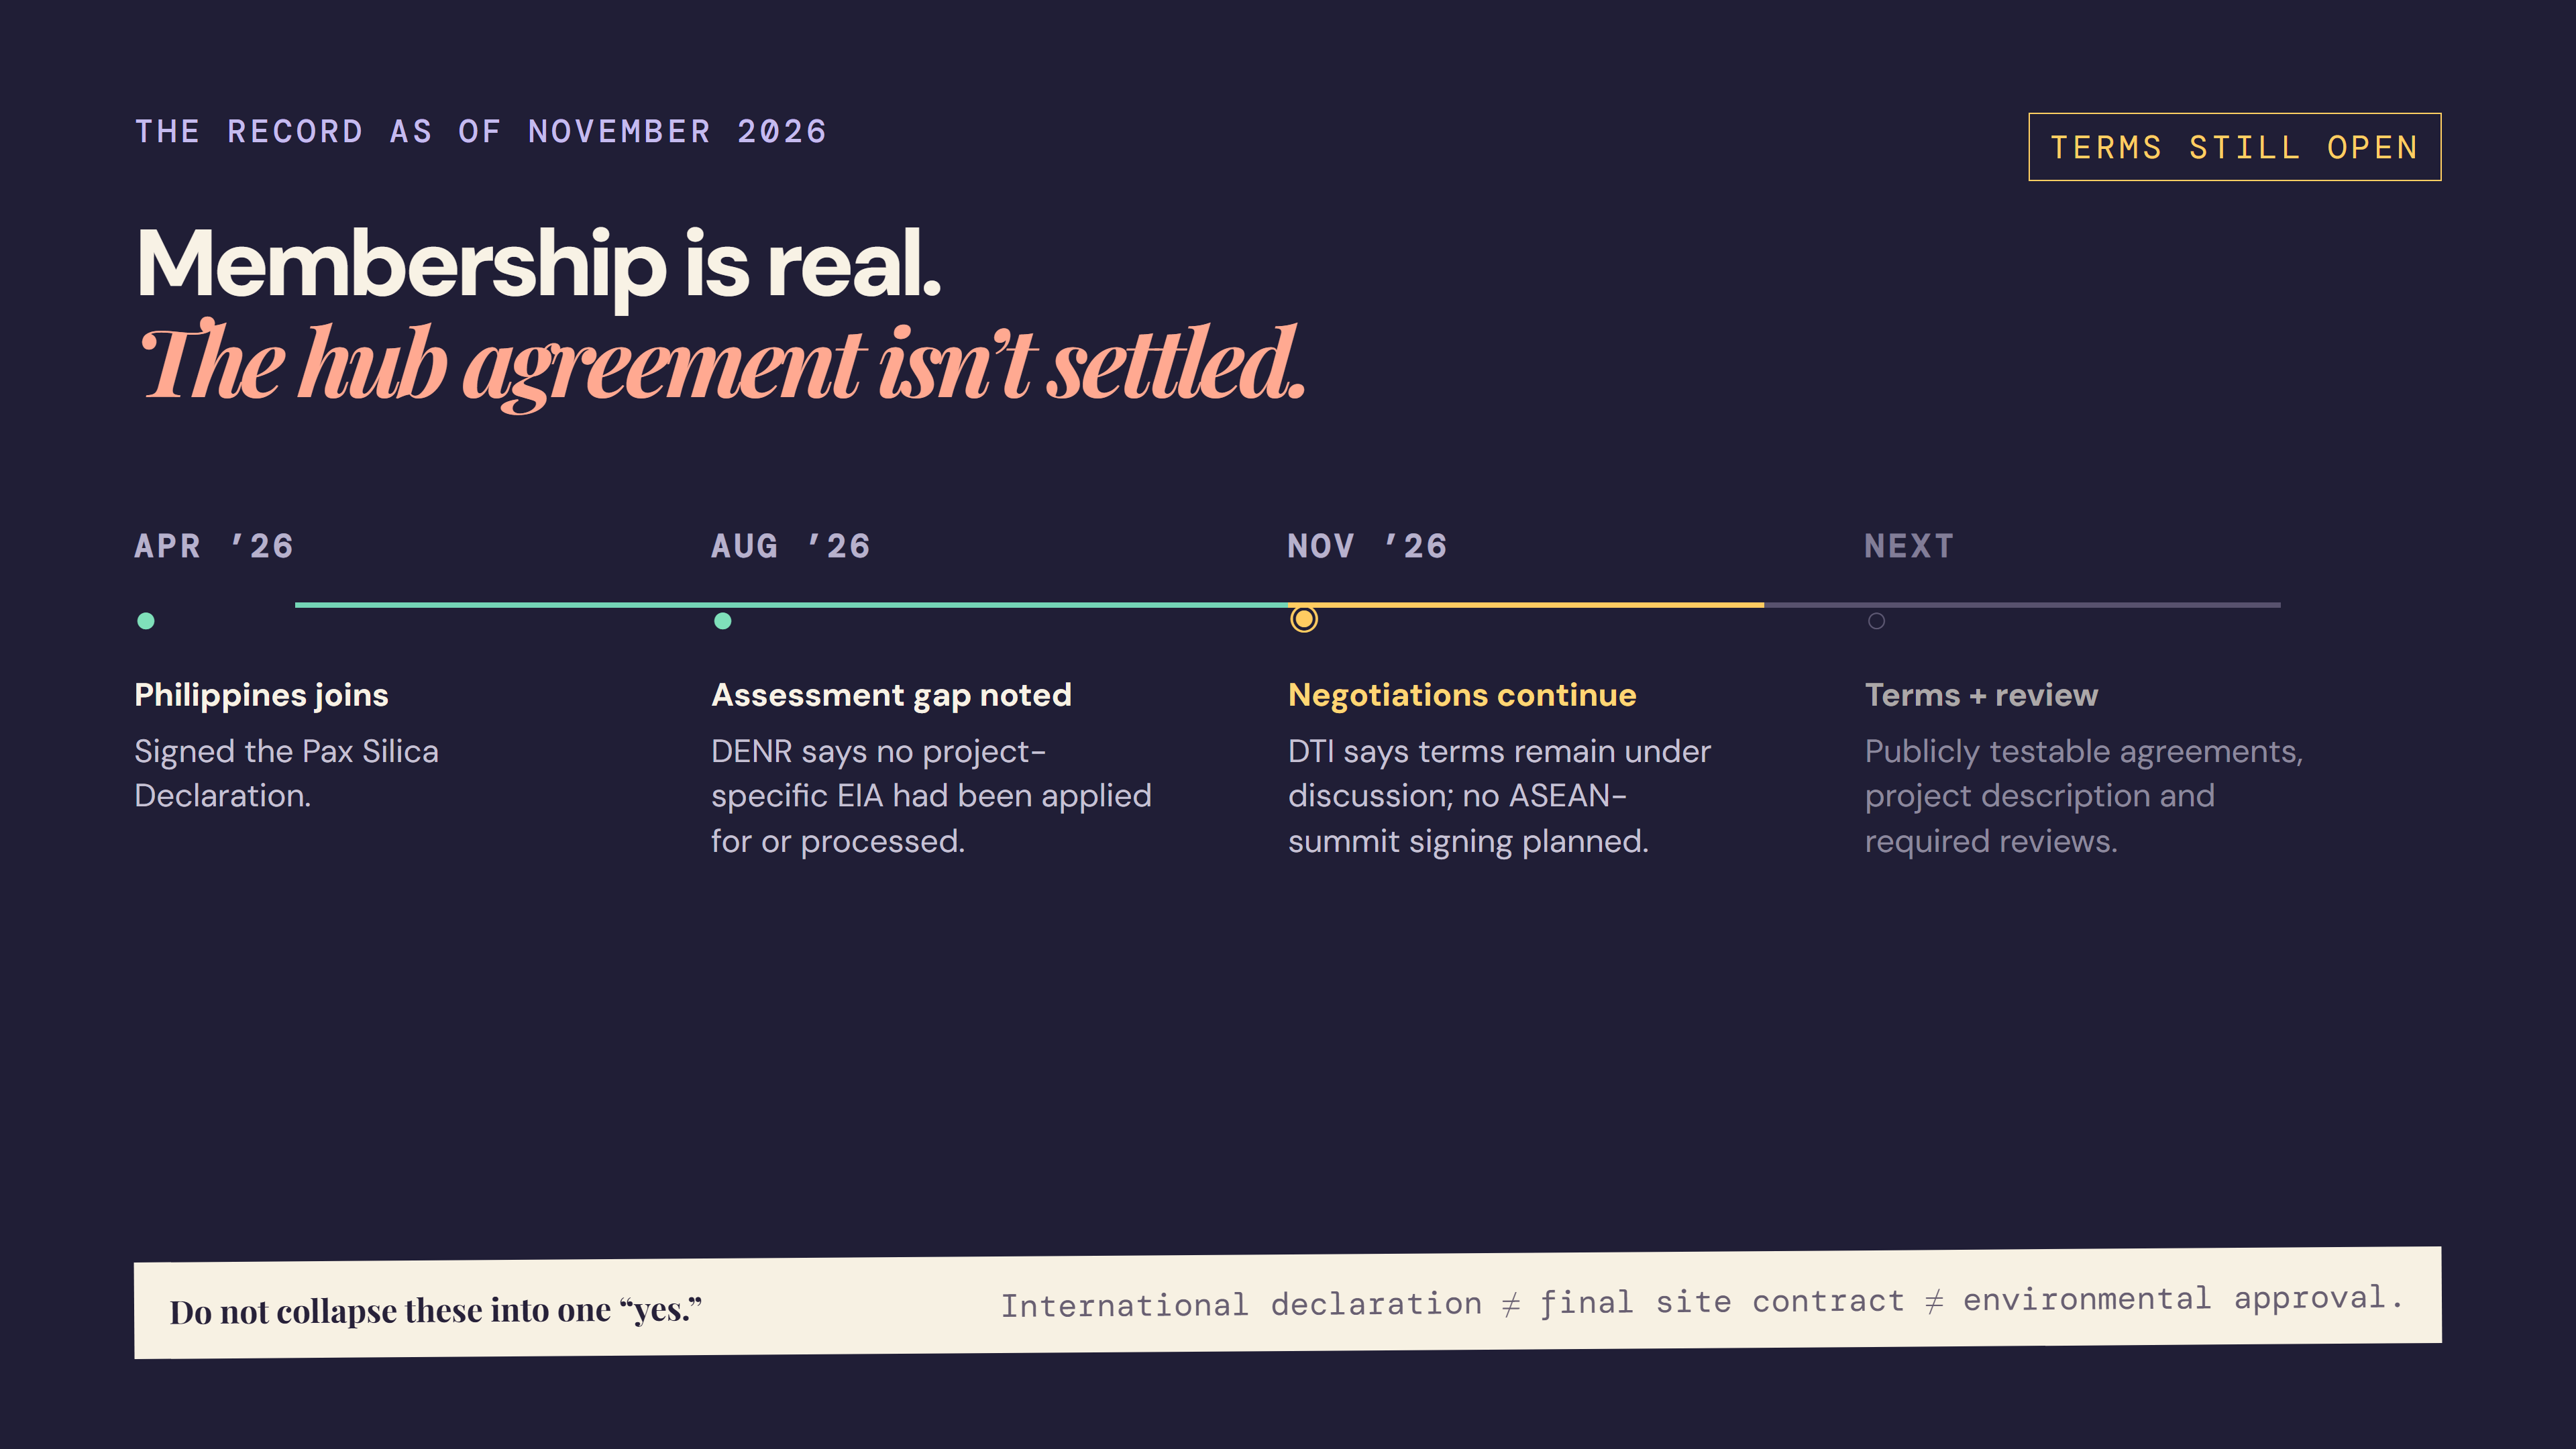 THE RECORD AS OF NOVEMBER 2026
TERMS STILL OPEN
Membership is real.
The hub agreement isn’t settled.
APR ’26
Philippines joins
Signed the Pax Silica
Declaration.
AUG ’26
Assessment gap noted
DENR says no project-
specific EIA had been applied
for or processed.
NOV ’26
Negotiations continue
DTI says terms remain under
discussion; no ASEAN-
summit signing planned.
NEXT
Terms + review
Publicly testable agreements,
project description and
required reviews.
Do not collapse these into one “yes.”
International declaration ≠ final site contract ≠ environmental approval.